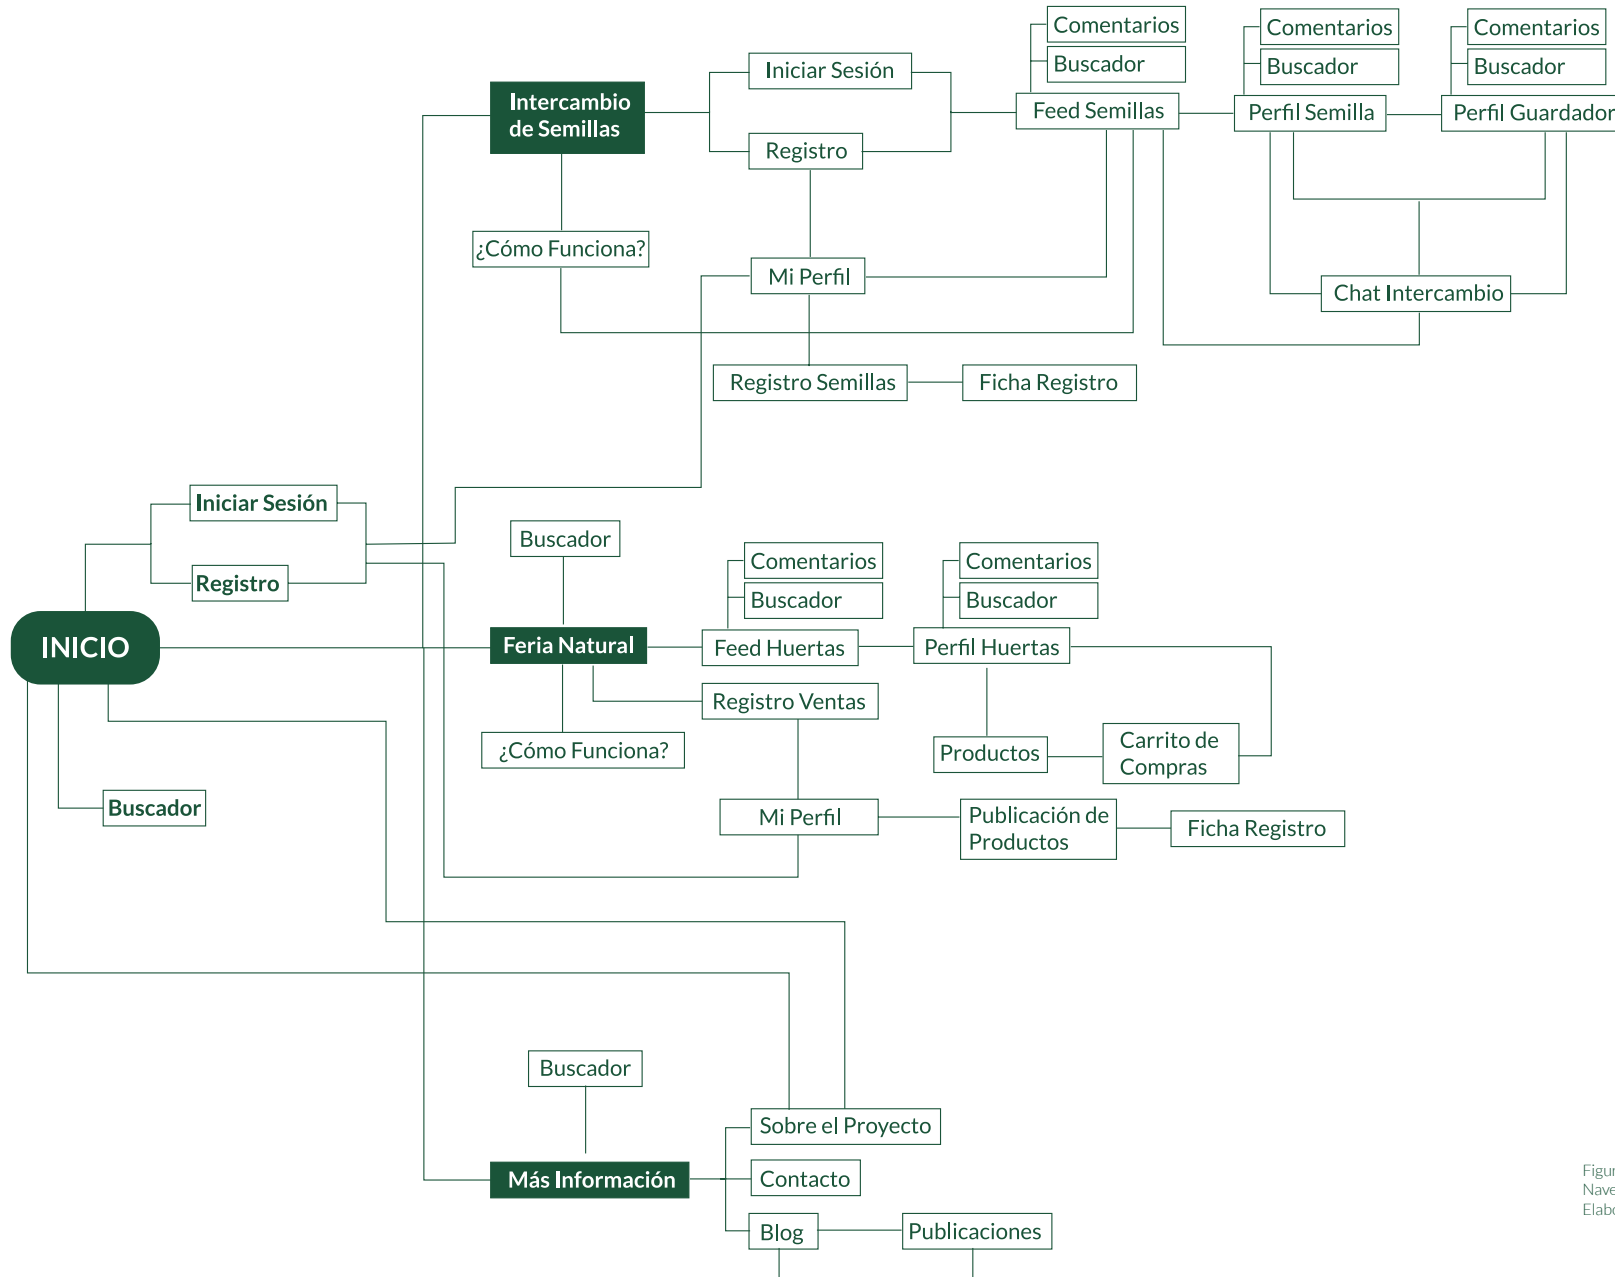 Comentarios
Buscador
Comentarios
Buscador
Comentarios
Buscador
Iniciar Sesión
Intercambio
de Semillas
Feed Semillas
Perfil Semilla
Perfil Guardador
Registro
¿Cómo Funciona?
Mi Perfil
Chat Intercambio
Registro Semillas
Ficha Registro
Iniciar Sesión
Registro
INICIO
Buscador
Buscador
Feria Natural
¿Cómo Funciona?
Comentarios
Buscador
Feed Huertas
Comentarios
Buscador
Perfil Huertas
Registro Ventas
Productos
Carrito de
Compras
Mi Perfil
Publicación de
Productos
Ficha Registro
Buscador
Más Información
Sobre el Proyecto
Contacto
Blog
Publicaciones